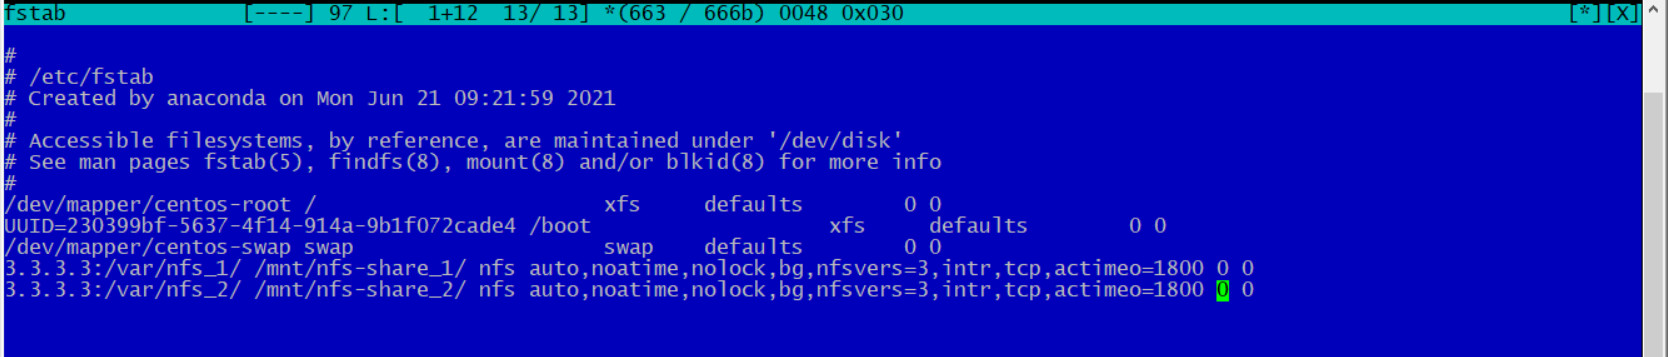 fstab [----] 97 L:[ 1+12 13/ 13] *(663 / 666b) 0048 0x030 [*][X]
#
# /etc/fstab
# Created by anaconda on Mon Jun 21 09:21:59 2021
#
# Accessible filesystems, by reference, are maintained under '/dev/disk'
# See man pages fstab(5), findfs(8), mount(8) and/or blkid(8) for more info
#
/dev/mapper/centos-root / xfs defaults 0 0
UUID=230399bf-5637-4f14-914a-9b1f072cade4 /boot xfs defaults 0 0
/dev/mapper/centos-swap swap swap defaults 0 0
3.3.3.3:/var/nfs_1/ /mnt/nfs-share_1/ nfs auto,noatime,nolock,bg,nfsvers=3,intr,tcp,actimeo=1800 0 0
3.3.3.3:/var/nfs_2/ /mnt/nfs-share_2/ nfs auto,noatime,nolock,bg,nfsvers=3,intr,tcp,actimeo=1800 0 0